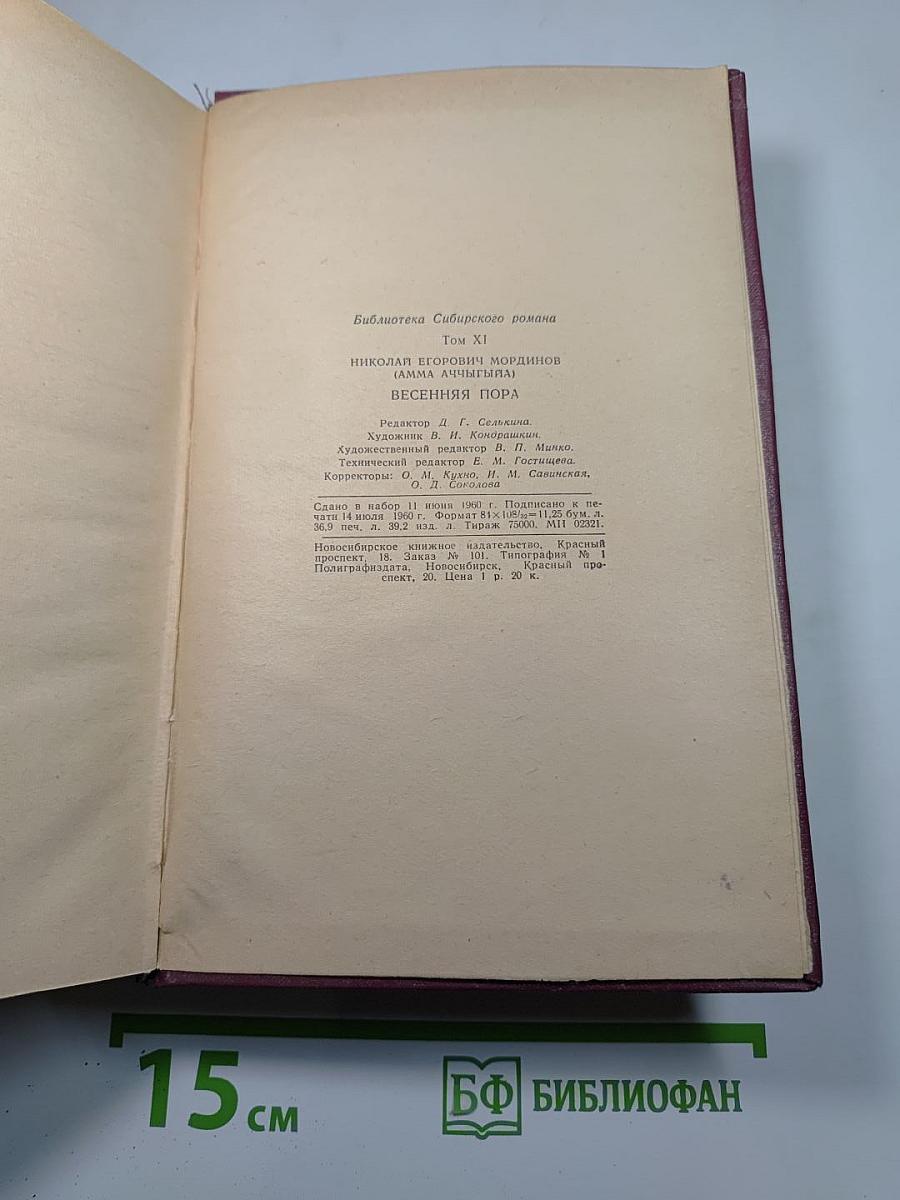 Библиотека Сибирского романа
Том XI
НИКОЛАЙ ЕГОРОВИЧ МОРДИНОВ
(АММА АЧЧЫГЫЙА)
ВЕСЕННЯЯ ПОРА
Редактор Д. Г. Селькина.
Художник В. И. Кондрашкин.
Художественный редактор В. П. Минко.
Технический редактор Е. М. Гостищева.
Корректоры: О. М. Кухно, И. М. Савинская,
О. Д. Соколова
Сдано в набор 11 июня 1960 г. Подписано к пе-
чати 14 июля 1960 г. Формат 84×108/32=11,25 бум. л.
36,9 печ. л. 39,2 изд. л. Тираж 75000. МН 02321.
Новосибирское книжное издательство, Красный
проспект, 18. Заказ № 101. Типография № 1
Полиграфиздата, Новосибирск, Красный про-
спект, 20. Цена 1 р. 20 к.
15 см
БФ БИБЛИОФАН